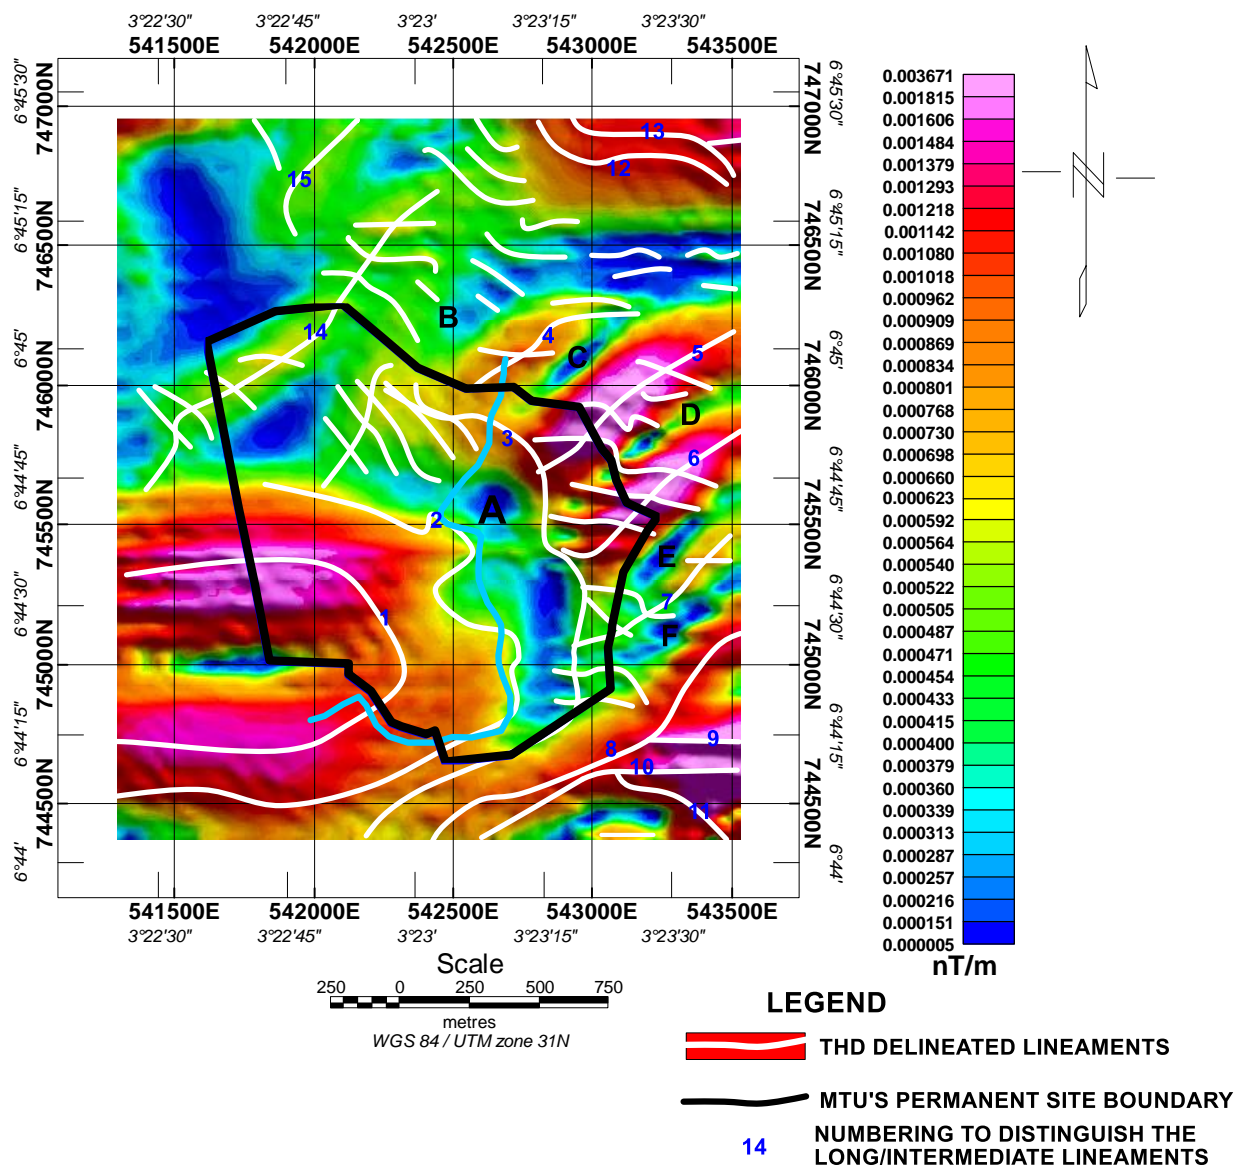 3°22'30" 3°22'45" 3°23' 3°23'15" 3°23'30"
541500E 542000E 542500E 543000E 543500E
6°45'30" 6°45'15" 6°45' 6°44'45" 6°44'30" 6°44'15" 6°44'
747000N 746500N 746000N 745500N 745000N 744500N
13
12
15
B
14
4
C
5
D
3
6
A
2
E
7
1
F
8
9
10
11
747000N 746500N 746000N 745500N 745000N 744500N
6°45'30" 6°45'15" 6°45' 6°44'45" 6°44'30" 6°44'15" 6°44'
541500E 542000E 542500E 543000E 543500E
3°22'30" 3°22'45" 3°23' 3°23'15" 3°23'30"
0.003671
0.001815
0.001606
0.001484
0.001379
0.001293
0.001218
0.001142
0.001080
0.001018
0.000962
0.000909
0.000869
0.000834
0.000801
0.000768
0.000730
0.000698
0.000660
0.000623
0.000592
0.000564
0.000540
0.000522
0.000505
0.000487
0.000471
0.000454
0.000433
0.000415
0.000400
0.000379
0.000360
0.000339
0.000313
0.000287
0.000257
0.000216
0.000151
0.000005
nT/m
N
Scale
250 0 250 500 750
metres
WGS 84 / UTM zone 31N
LEGEND
THD DELINEATED LINEAMENTS
MTU'S PERMANENT SITE BOUNDARY
14 NUMBERING TO DISTINGUISH THE
LONG/INTERMEDIATE LINEAMENTS